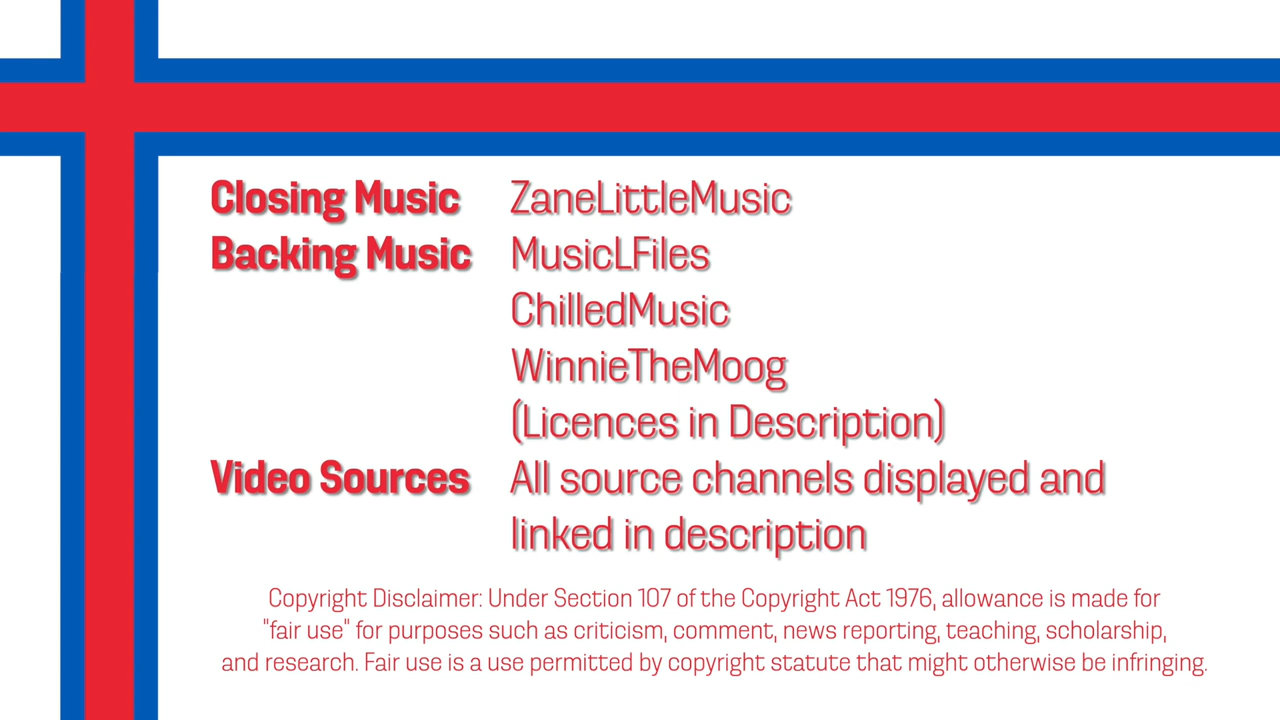 Closing Music ZaneLittleMusic
Backing Music MusicLFiles
ChilledMusic
WinnieTheMoog
(Licences in Description)
Video Sources All source channels displayed and
linked in description
Copyright Disclaimer: Under Section 107 of the Copyright Act 1976, allowance is made for
"fair use" for purposes such as criticism, comment, news reporting, teaching, scholarship,
and research. Fair use is a use permitted by copyright statute that might otherwise be infringing.